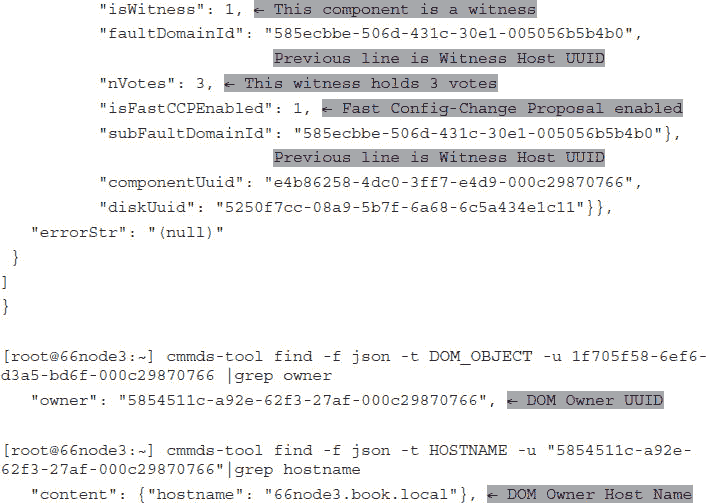 "isWitness": 1, ← This component is a witness
"faultDomainId": "585ecbbe-506d-431c-30e1-005056b5b4b0",
Previous line is Witness Host UUID
"nVotes": 3, ← This witness holds 3 votes
"isFastCCPEnabled": 1, ← Fast Config-Change Proposal enabled
"subFaultDomainId": "585ecbbe-506d-431c-30e1-005056b5b4b0"},
Previous line is Witness Host UUID
"componentUuid": "e4b86258-4dc0-3ff7-e4d9-000c29870766",
"diskUuid": "5250f7cc-08a9-5b7f-6a68-6c5a434e1c11"}},
"errorStr": "(null)"
}
]
}
[root@66node3:~] cmmds-tool find -f json -t DOM_OBJECT -u 1f705f58-6ef6-
d3a5-bd6f-000c29870766 |grep owner
"owner": "5854511c-a92e-62f3-27af-000c29870766", ← DOM Owner UUID
[root@66node3:~] cmmds-tool find -f json -t HOSTNAME -u "5854511c-a92e-
62f3-27af-000c29870766"|grep hostname
"content": {"hostname": "66node3.book.local"}, ← DOM Owner Host Name